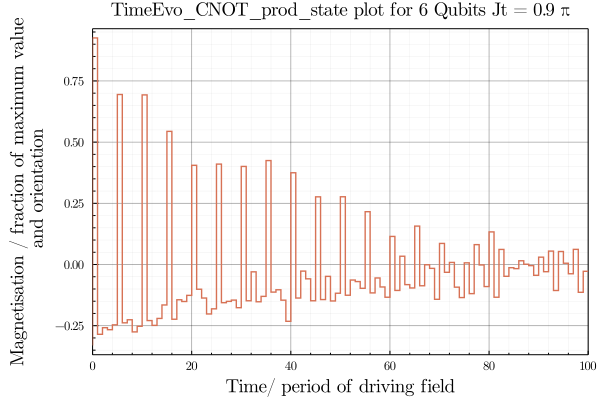 TimeEvo_CNOT_prod_state plot for 6 Qubits Jt = 0.9 π
Magnetisation / fraction of maximum value
and orientation
0.75
0.50
0.25
0.00
−0.25
0 20 40 60 80 100
Time/ period of driving field